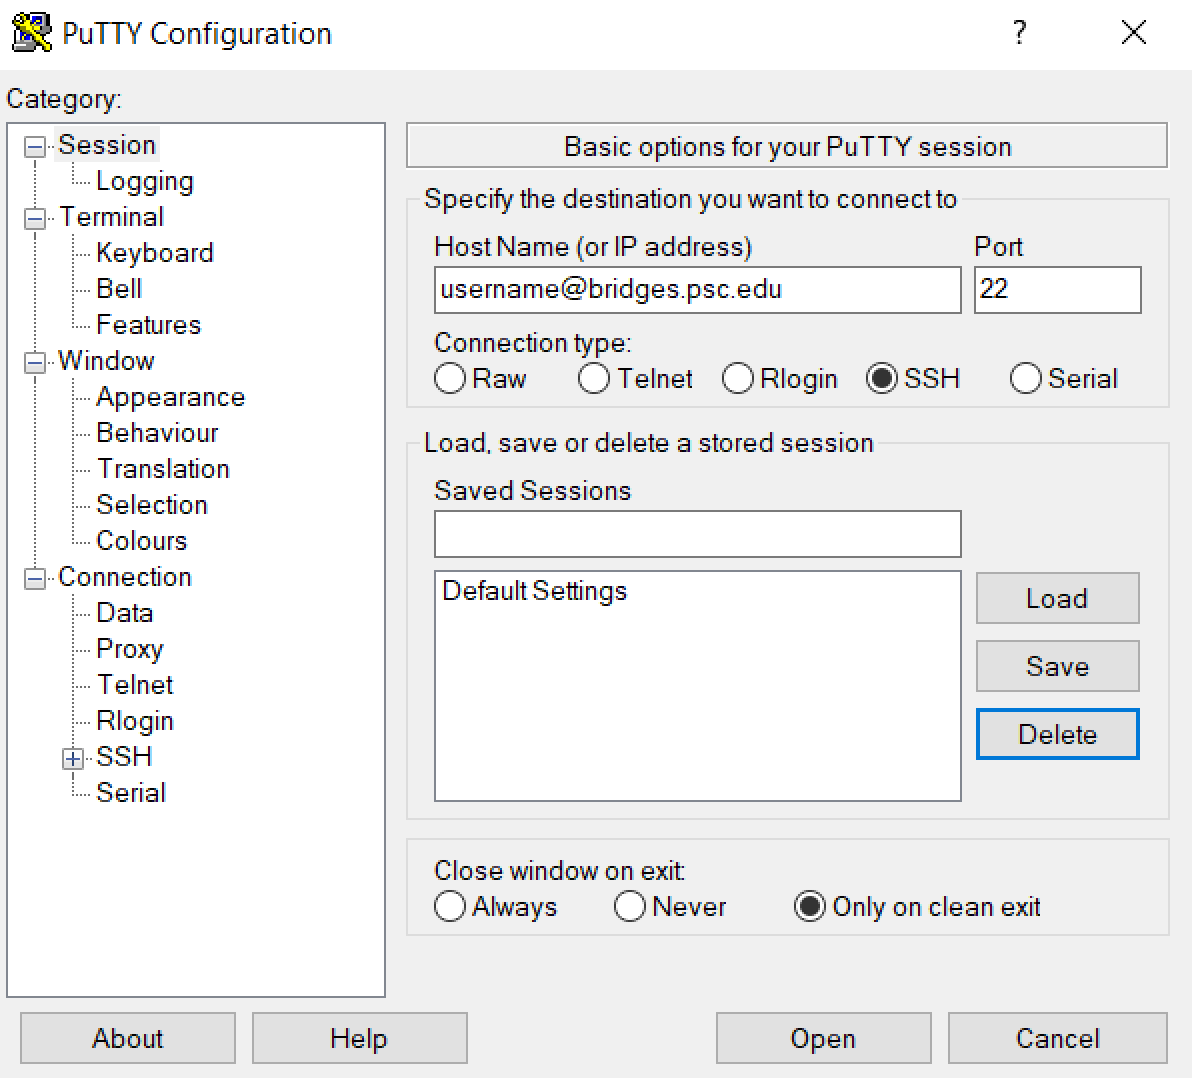 PuTTY Configuration
?
Category:
Session
Logging
Terminal
Keyboard
Bell
Features
Window
Appearance
Behaviour
Translation
Selection
Colours
Connection
Data
Proxy
Telnet
Rlogin
SSH
Serial
Basic options for your PuTTY session
Specify the destination you want to connect to
Host Name (or IP address) Port
username@bridges.psc.edu 22
Connection type:
Raw Telnet Rlogin SSH Serial
Load, save or delete a stored session
Saved Sessions
Default Settings
Load
Save
Delete
Close window on exit:
Always Never Only on clean exit
About Help Open Cancel